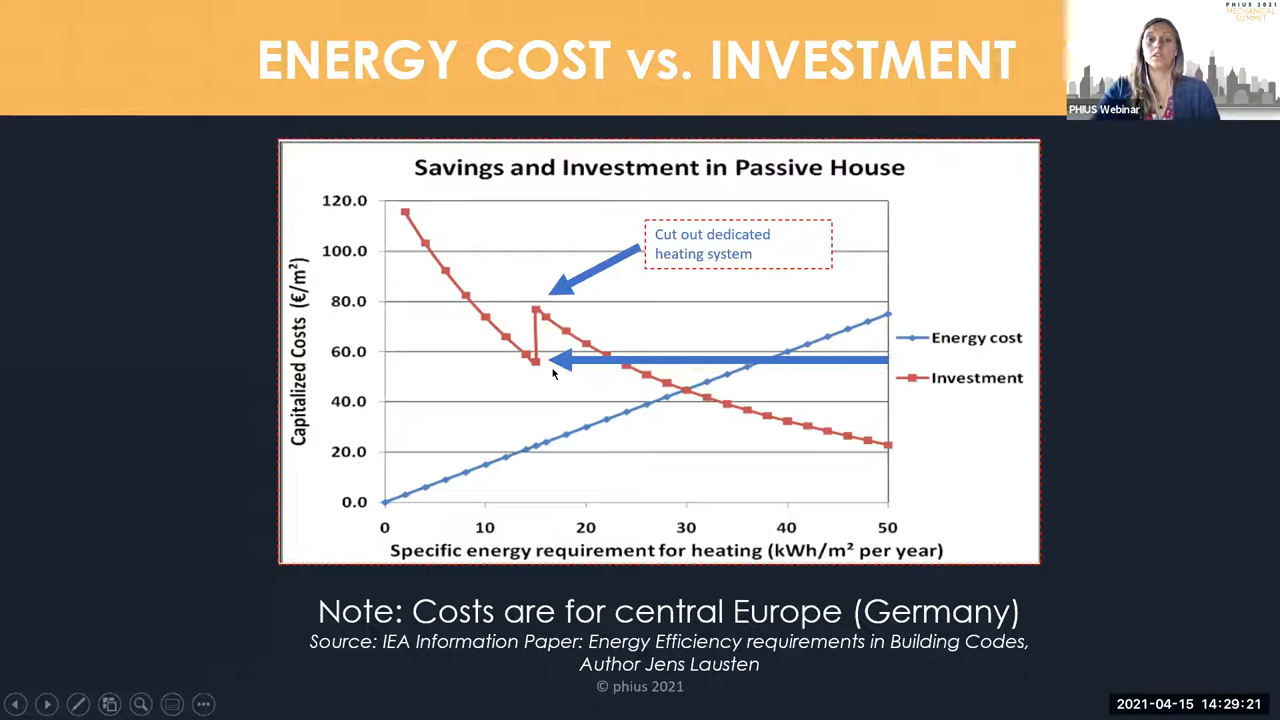 ENERGY COST vs. INVESTMENT
PHIUS 2021
MECHANICAL
SUMMIT
PHIUS Webinar
Savings and Investment in Passive House
120.0
100.0
80.0
60.0
40.0
20.0
0.0
Capitalized Costs (€/m²)
Cut out dedicated
heating system
Energy cost
Investment
0 10 20 30 40 50
Specific energy requirement for heating (kWh/m² per year)
Note: Costs are for central Europe (Germany)
Source: IEA Information Paper: Energy Efficiency requirements in Building Codes,
Author Jens Lausten
© phius 2021
2021-04-15 14:29:21